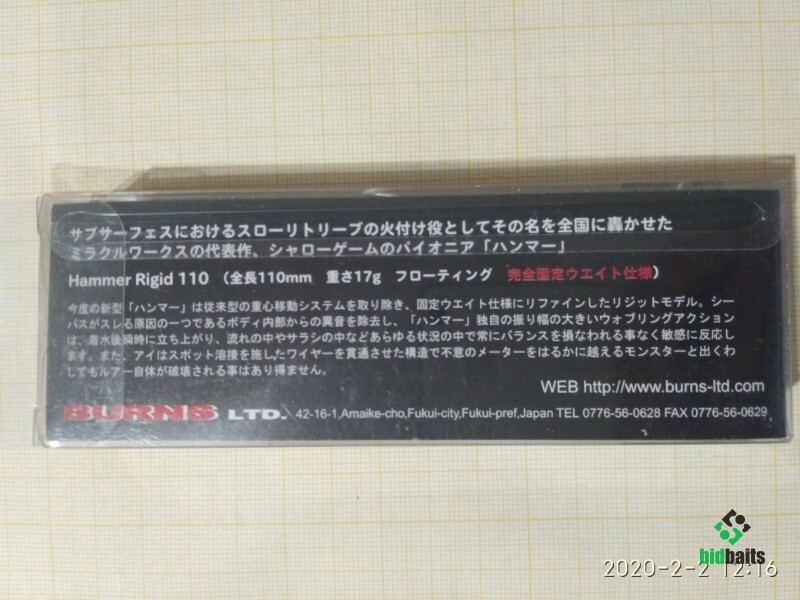 サブサーフェスにおけるスローリトリーブの火付け役としてその名を全国に轟かせた
ミラクルワークスの代表作、シャローゲームのパイオニア「ハンマー」
Hammer Rigid 110 （全長110mm 重さ17g フローティング 完全固定ウエイト仕様）
今度の新型「ハンマー」は従来型の重心移動システムを取り除き、固定ウエイト仕様にリファインしたリジットモデル。シー
バスがスレる原因の一つであるボディ内部からの異音を除去し、「ハンマー」独自の振り幅の大きいウォブリングアクション
は、着水後瞬時に立ち上がり、流れの中やサラシの中などあらゆる状況の中で常にバランスを損なわれる事なく敏感に反応し
ます。また、アイはスポット溶接を施したワイヤーを貫通させた構造で不意のメーターをはるかに越えるモンスターと出くわ
してもルアー自体が破壊される事はあり得ません。
WEB http://www.burns-ltd.com
BURNS LTD. 42-16-1,Amaike-cho,Fukui-city,Fukui-pref,Japan TEL 0776-56-0628 FAX 0776-56-0629
bidbaits
2020-2-2 12:16